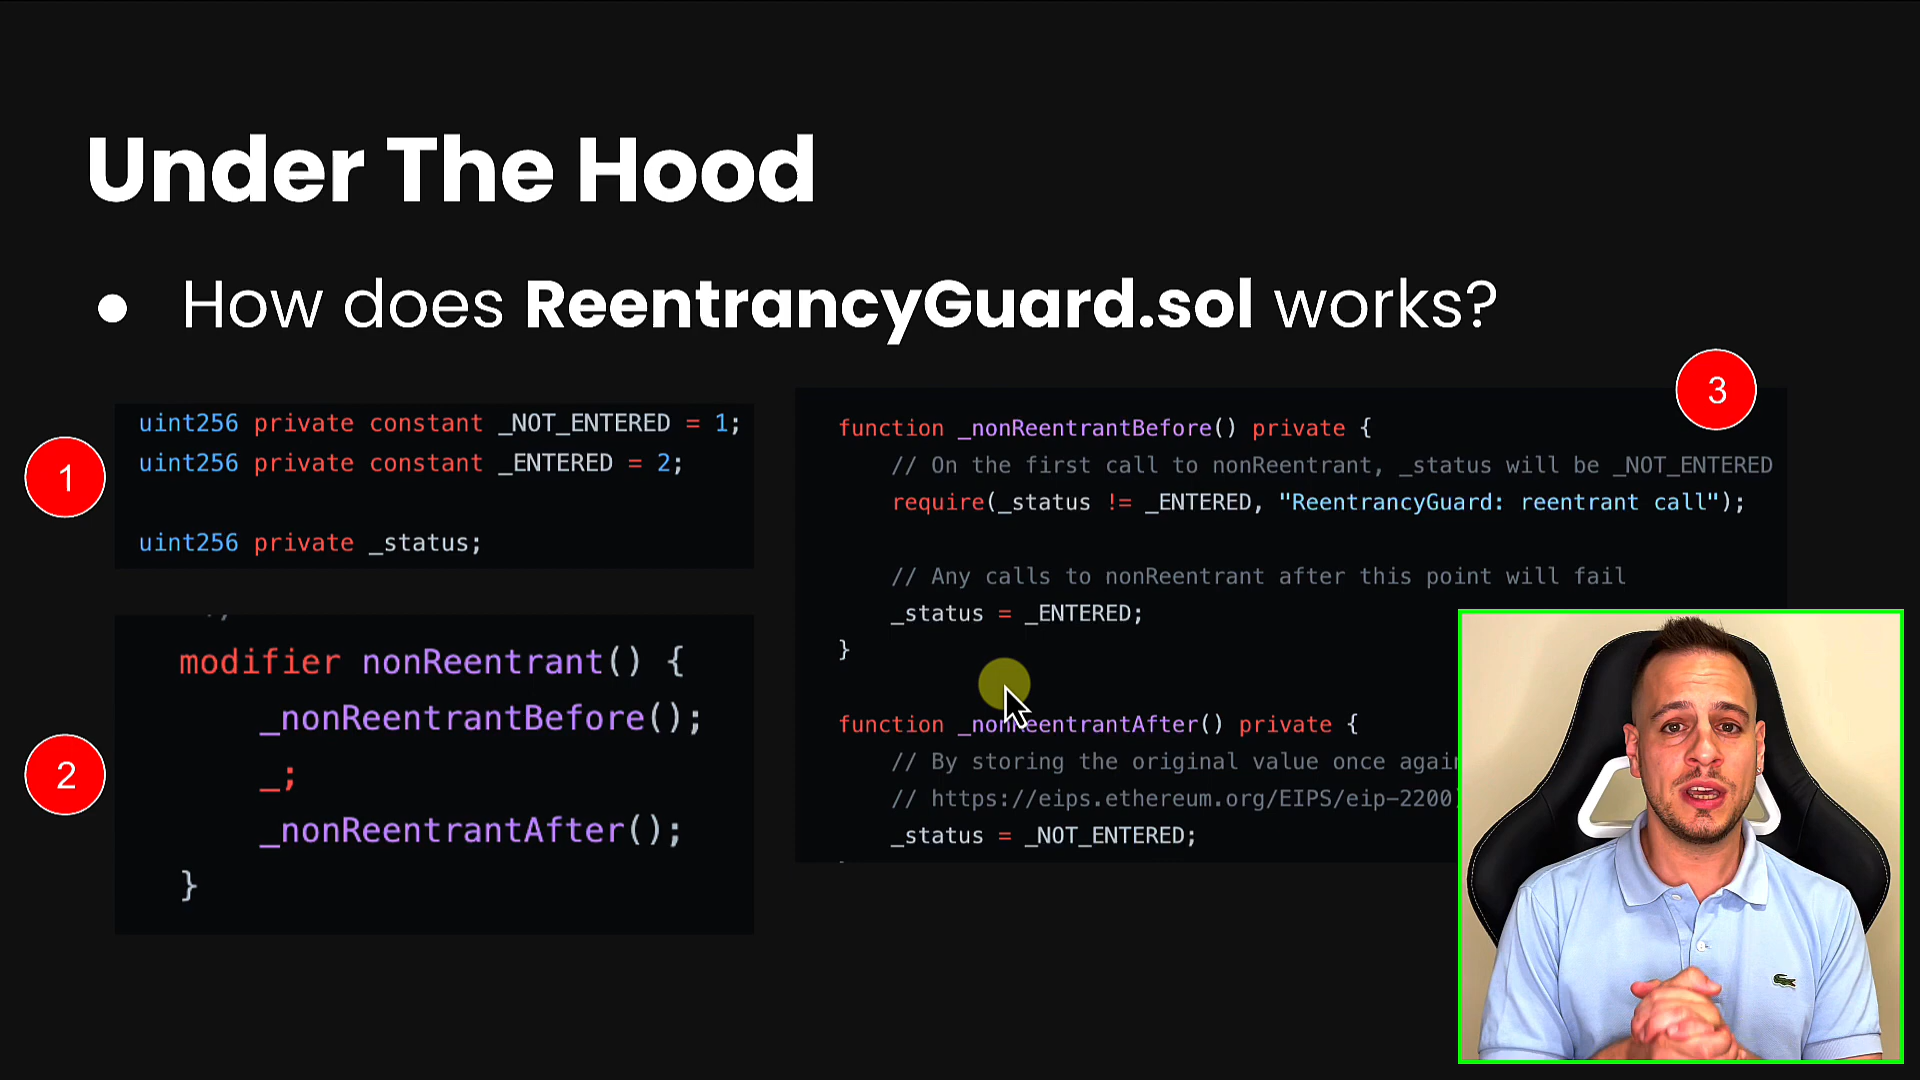 Under The Hood
● How does ReentrancyGuard.sol works?
1
uint256 private constant _NOT_ENTERED = 1;
uint256 private constant _ENTERED = 2;
uint256 private _status;
2
modifier nonReentrant() {
_nonReentrantBefore();
_;
_nonReentrantAfter();
}
3
function _nonReentrantBefore() private {
// On the first call to nonReentrant, _status will be _NOT_ENTERED
require(_status != _ENTERED, "ReentrancyGuard: reentrant call");
// Any calls to nonReentrant after this point will fail
_status = _ENTERED;
}
function _nonReentrantAfter() private {
// By storing the original value once again
// https://eips.ethereum.org/EIPS/eip-2200
_status = _NOT_ENTERED;